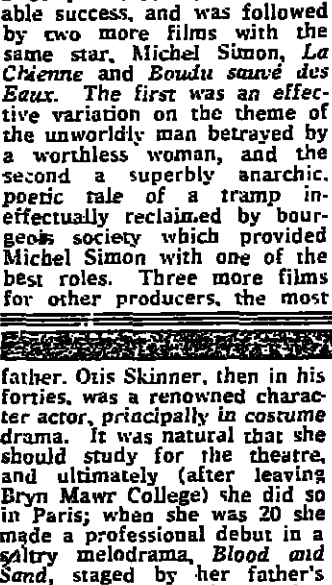 able success, and was followed
by two more films with the
same star, Michel Simon, La
Chienne and Boudu sauvé des
Eaux. The first was an effec-
tive variation on the theme of
the unworldly man betrayed by
a worthless woman, and the
second a superbly anarchic,
poetic tale of a tramp in-
effectually reclaimed by bour-
geois society which provided
Michel Simon with one of the
best roles. Three more films
for other producers, the most
father. Otis Skinner, then in his
forties, was a renowned charac-
ter actor, principally in costume
drama. It was natural that she
should study for the theatre,
and ultimately (after leaving
Bryn Mawr College) she did so
in Paris; when she was 20 she
made a professional debut in a
sultry melodrama, Blood and
Sand, staged by her father's